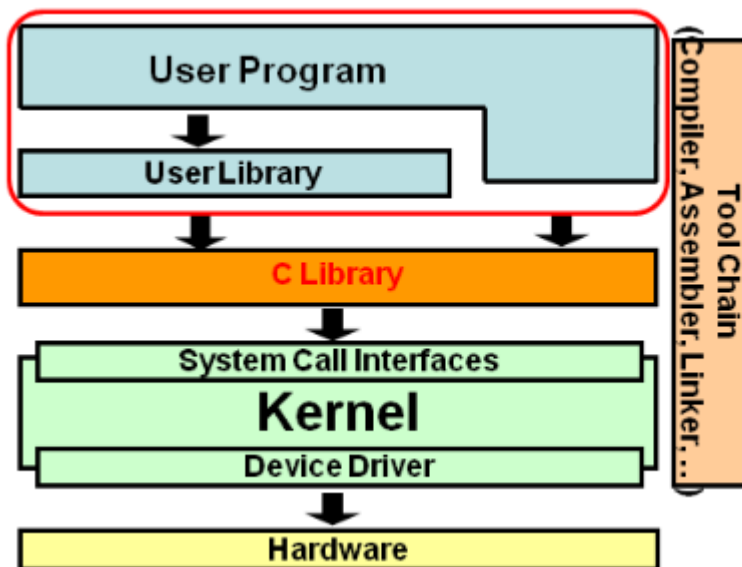 User Program
User Library
C Library
System Call Interfaces
Kernel
Device Driver
Hardware
Tool Chain
(Compiler, Assembler, Linker, ...)